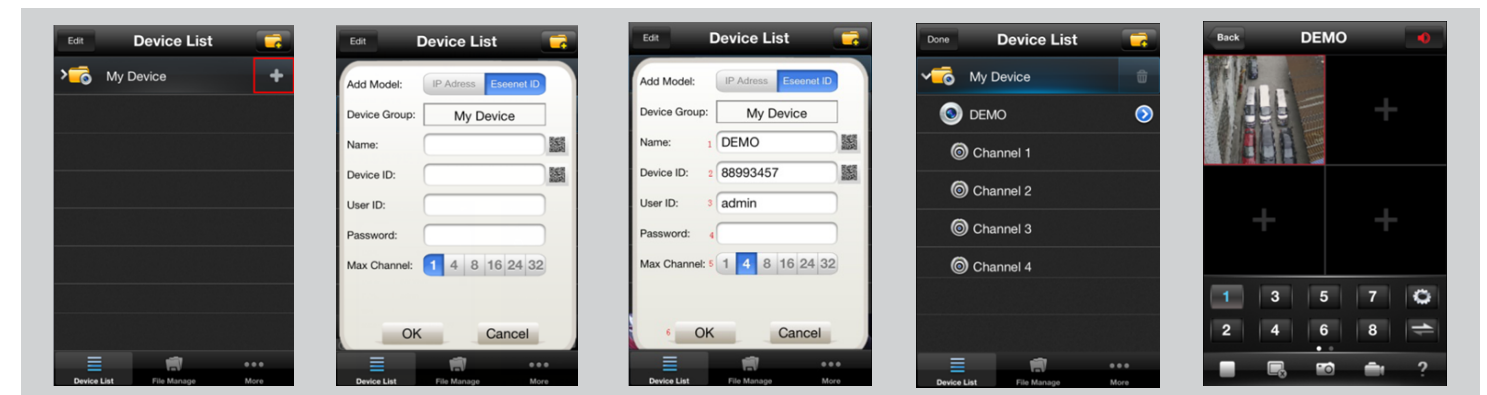 Edit Device List
My Device +
Device List File Manage More
Edit Device List
Add Model: IP Adress Eseenet ID
Device Group: My Device
Name:
Device ID:
User ID:
Password:
Max Channel: 1 4 8 16 24 32
OK Cancel
Device List File Manage More
Edit Device List
Add Model: IP Adress Eseenet ID
Device Group: My Device
Name: 1 DEMO
Device ID: 2 88993457
User ID: 3 admin
Password: 4
Max Channel: 5 1 4 8 16 24 32
6 OK Cancel
Device List File Manage More
Done Device List
My Device
DEMO
Channel 1
Channel 2
Channel 3
Channel 4
Device List File Manage More
Back DEMO
1 3 5 7
2 4 6 8
?